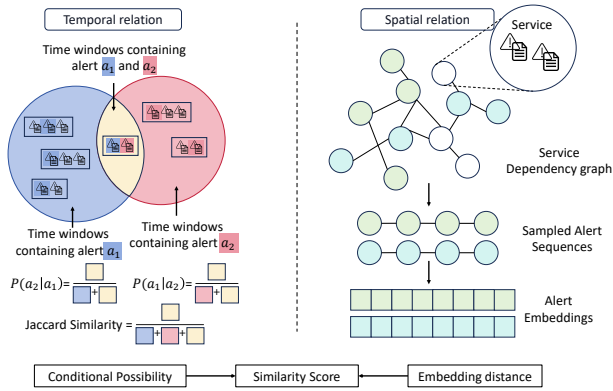 Temporal relation
Time windows containing
alert a₁ and a₂
Time windows
containing alert a₁
Time windows
containing alert a₂
P(a₂|a₁)= +
P(a₁|a₂)= +
Jaccard Similarity = + +
Spatial relation
Service
Service
Dependency graph
Sampled Alert
Sequences
Alert
Embeddings
Conditional Possibility
Similarity Score
Embedding distance